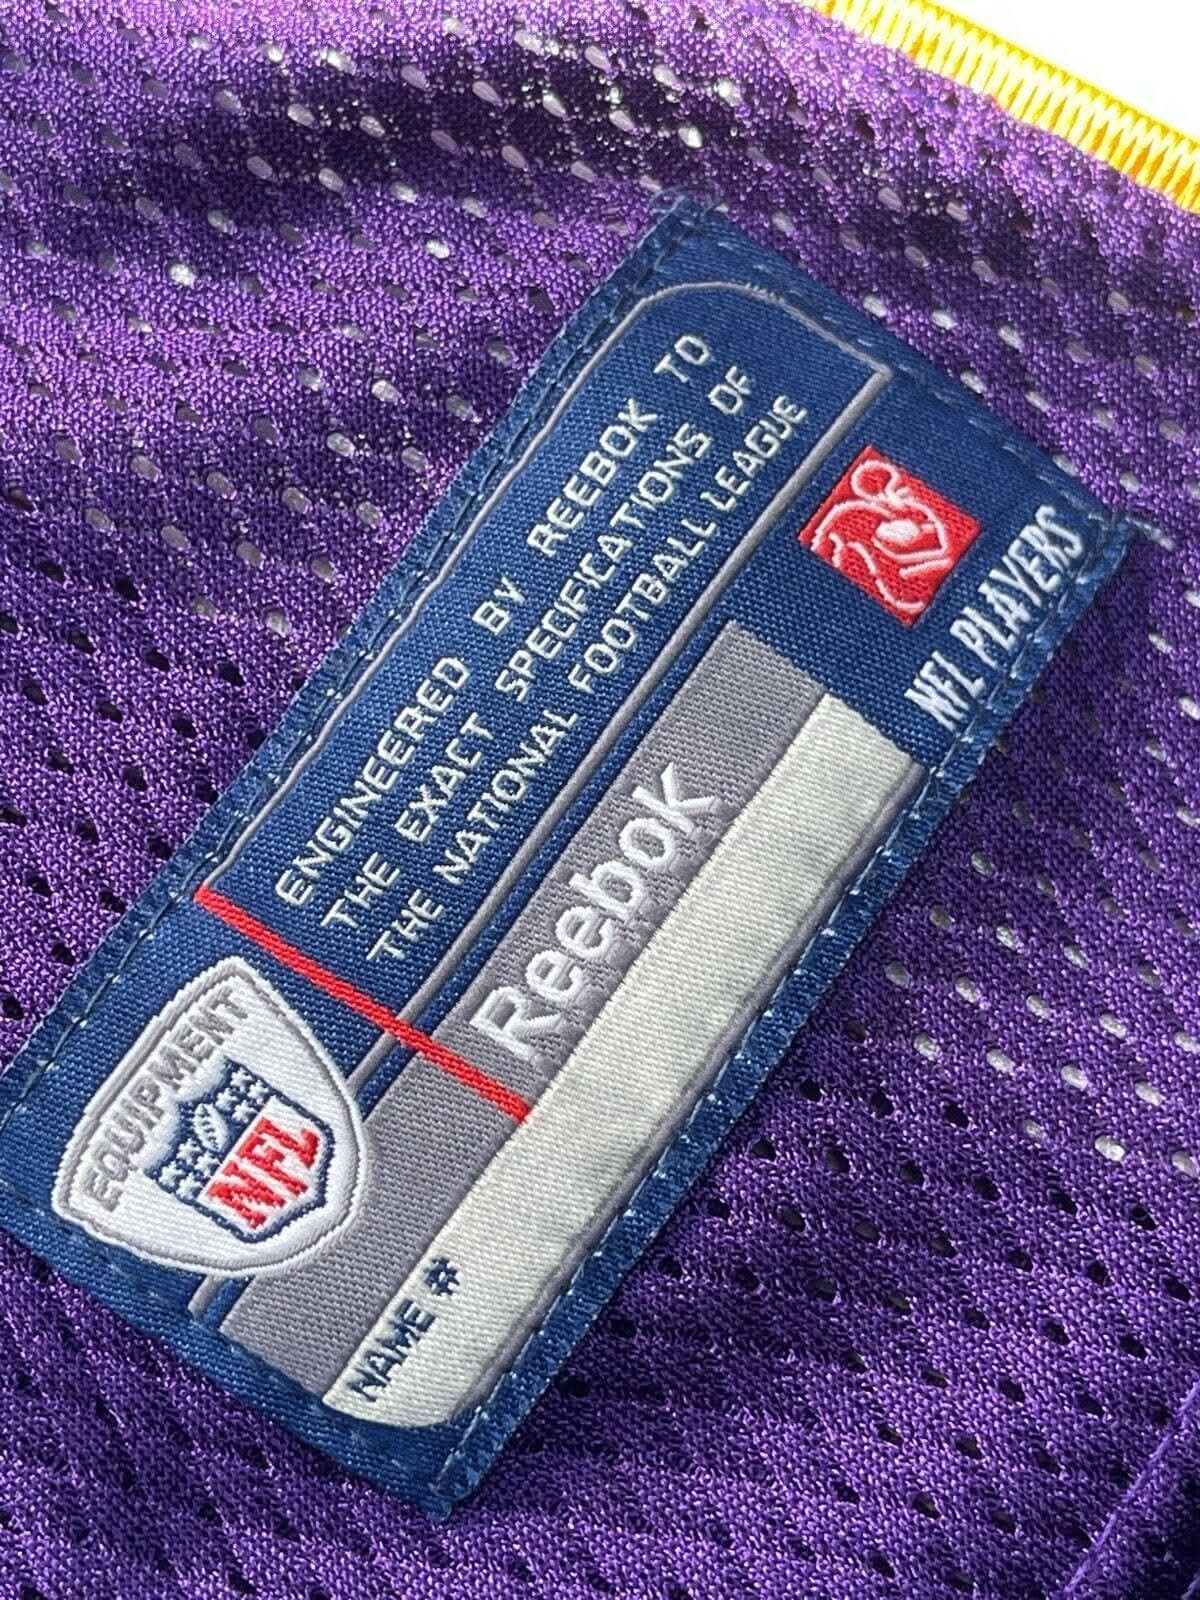 ENGINEERED BY REEBOK TO
THE EXACT SPECIFICATIONS OF
THE NATIONAL FOOTBALL LEAGUE
NFL PLAYERS
Reebok
EQUIPMENT
NFL
NAME #